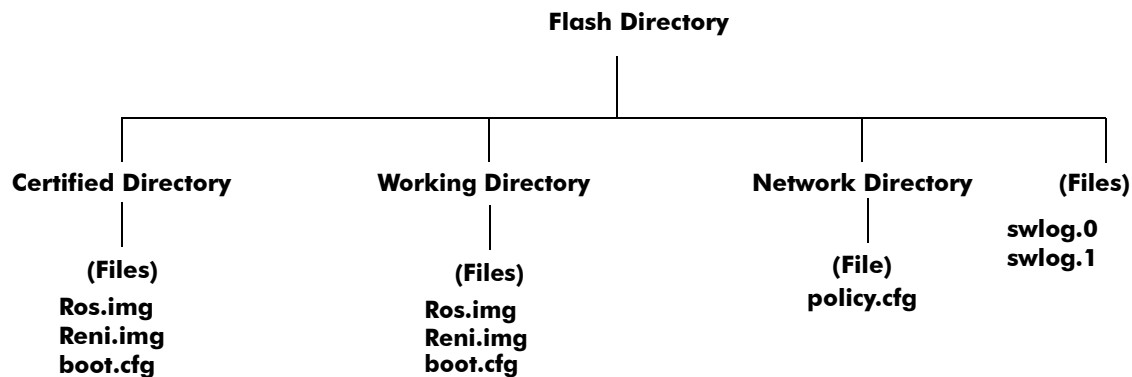 Flash Directory
Certified Directory
Working Directory
Network Directory
(Files)
swlog.0
swlog.1
(Files)
Ros.img
Reni.img
boot.cfg
(Files)
Ros.img
Reni.img
boot.cfg
(File)
policy.cfg